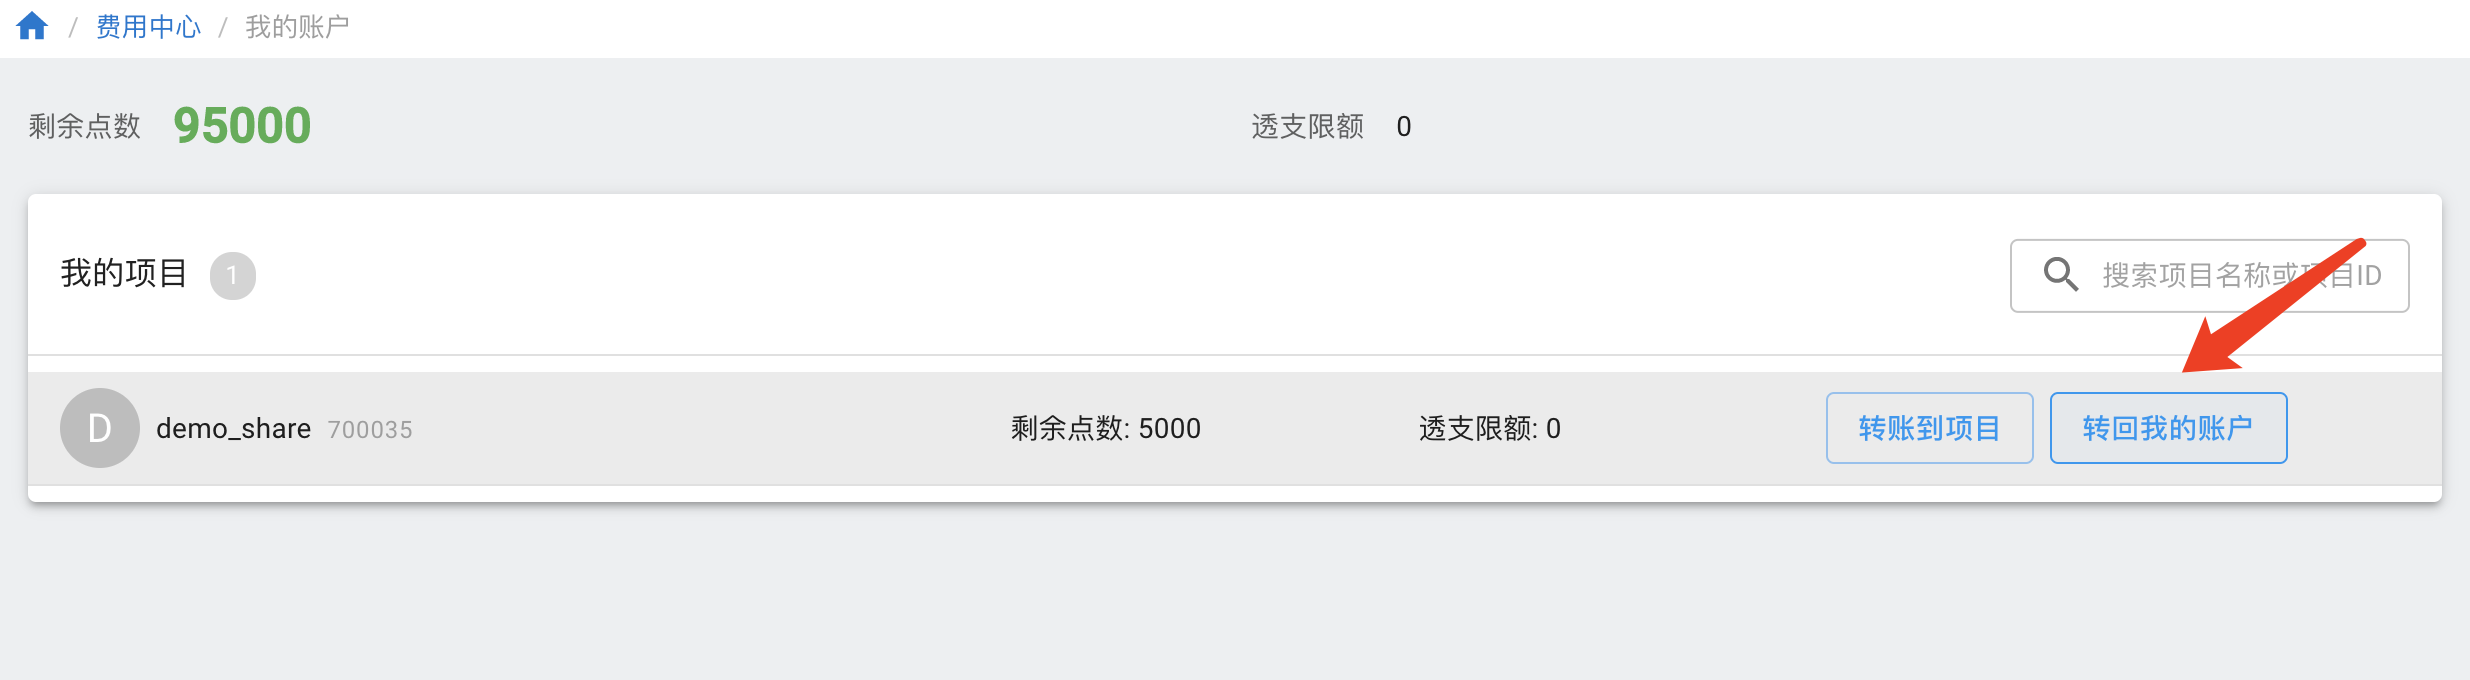 / 费用中心 / 我的账户
剩余点数 95000 透支限额 0
我的项目 1 搜索项目名称或项目ID
D demo_share 700035 剩余点数: 5000 透支限额: 0 转账到项目 转回我的账户